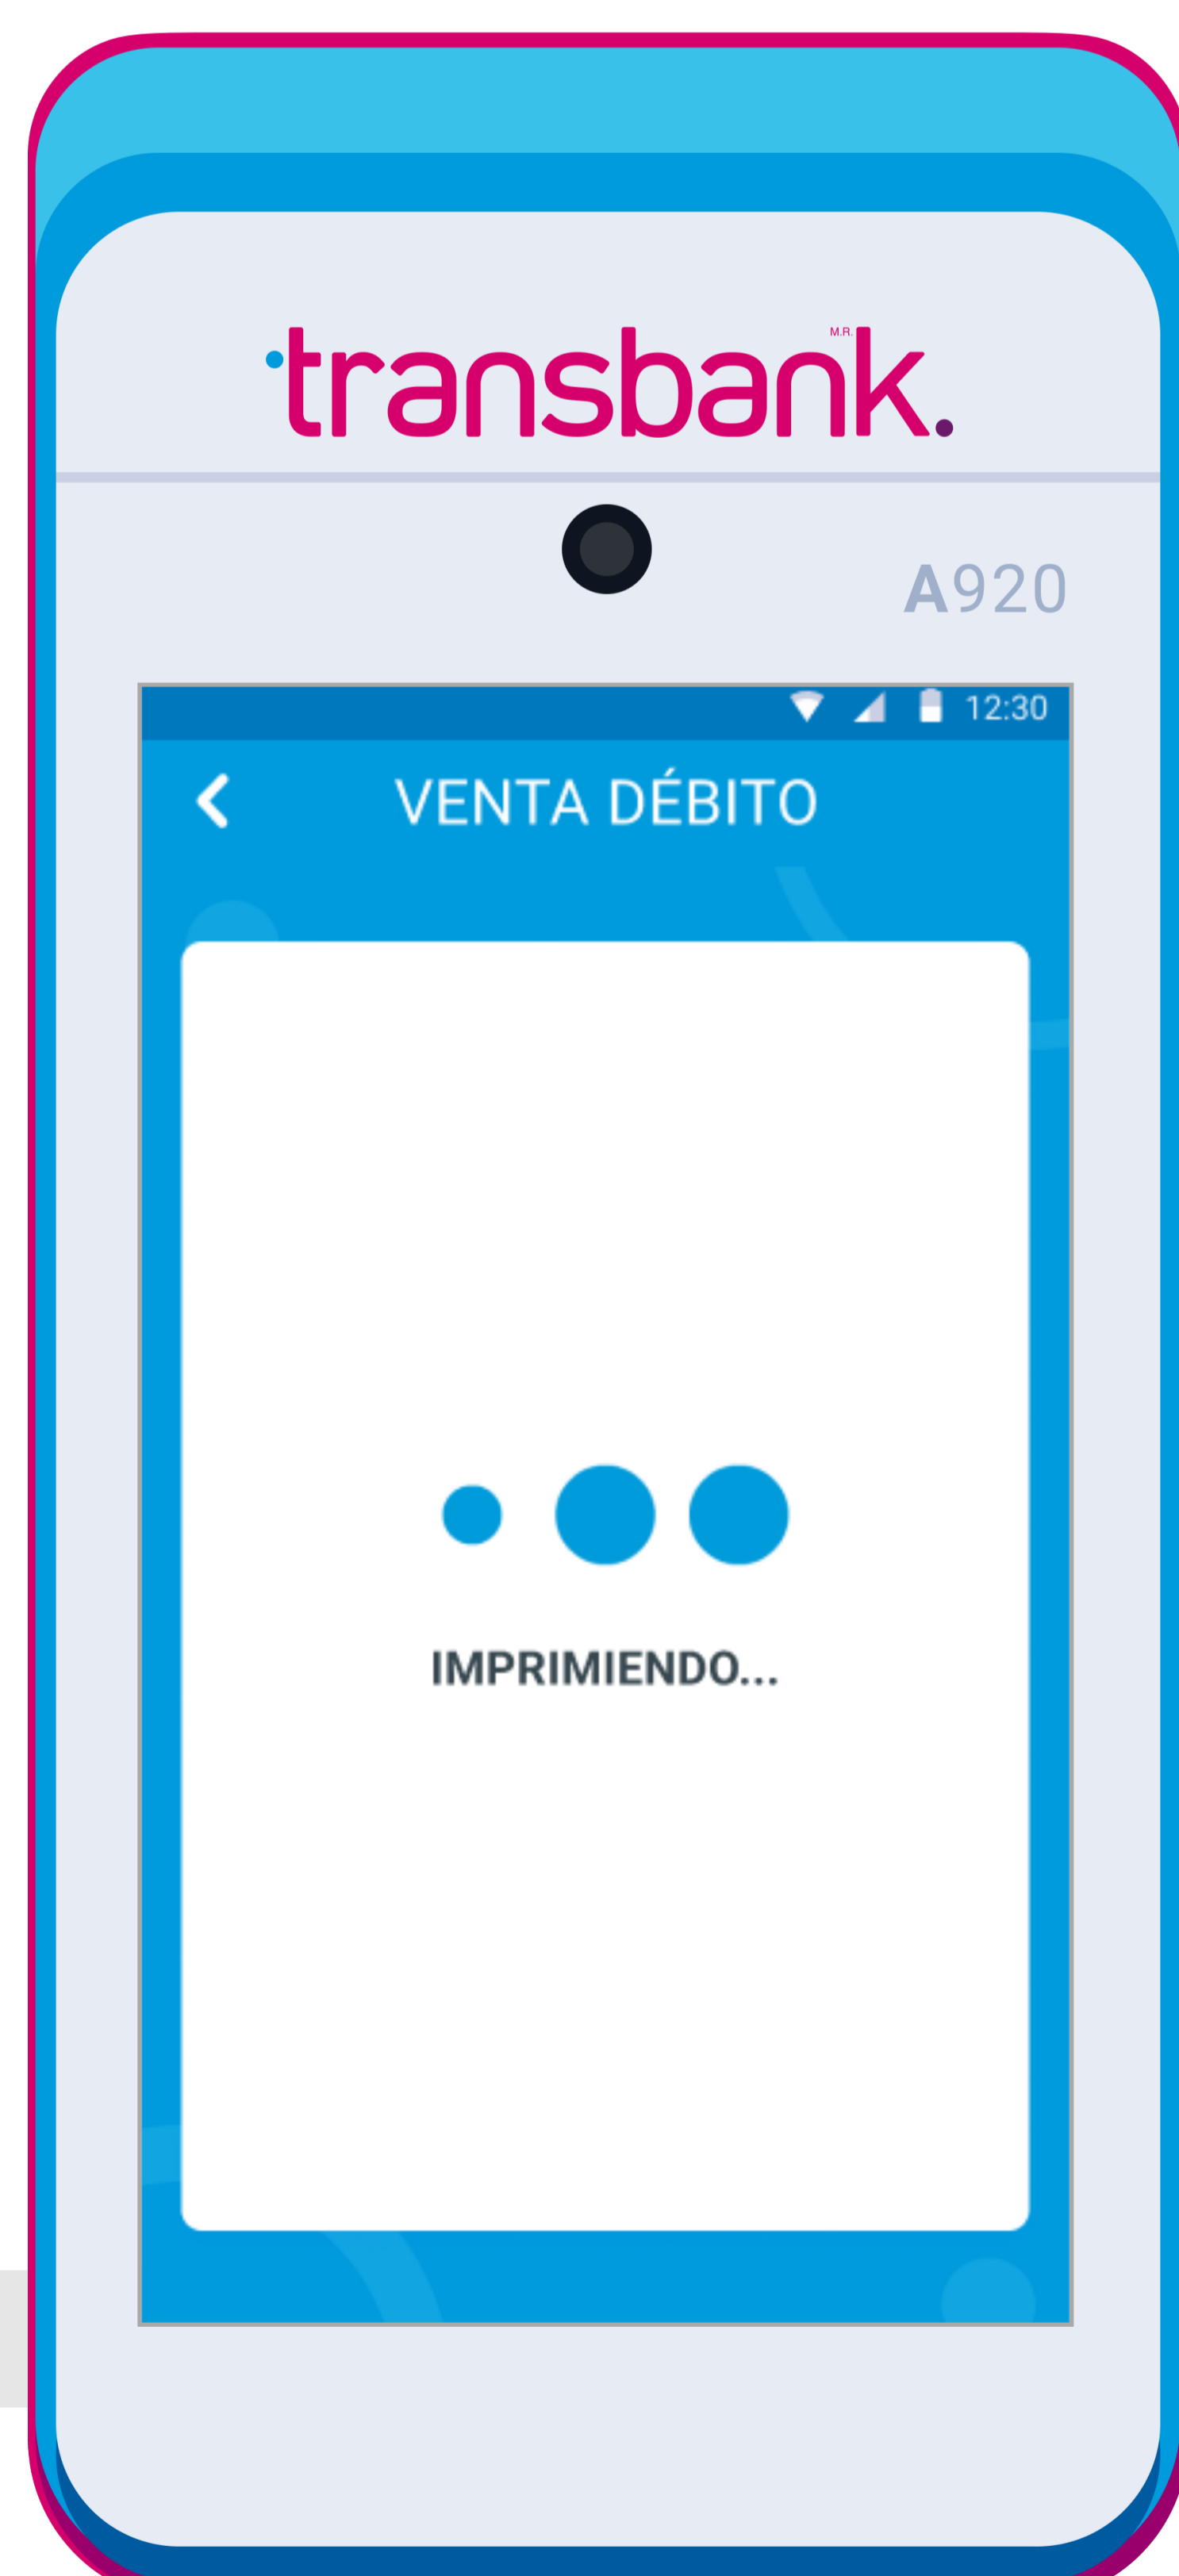 transbank.
M.R.
A920
12:30
VENTA DÉBITO
IMPRIMIENDO...